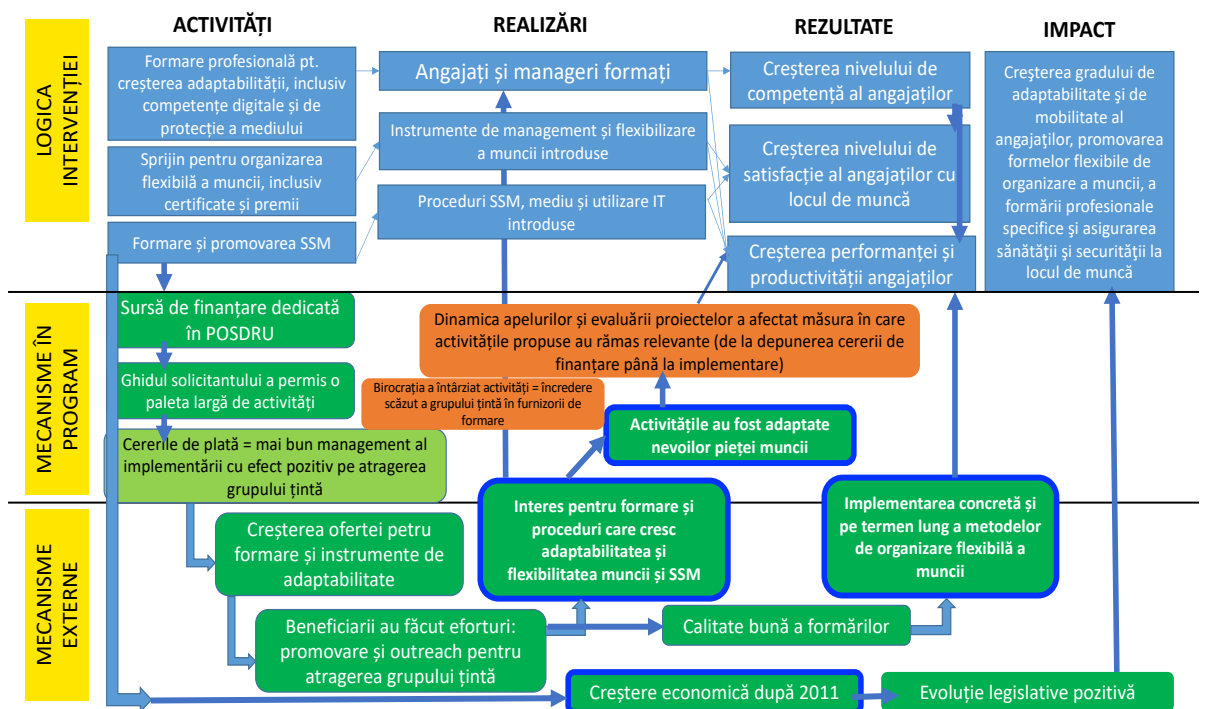 ACTIVITĂȚI
REALIZĂRI
REZULTATE
IMPACT
LOGICA
INTERVENȚIEI
Formare profesională pt.
creșterea adaptabilității, inclusiv
competențe digitale și de
protecție a mediului
Sprijin pentru organizarea
flexibilă a muncii, inclusiv
certificate și premii
Formare și promovarea SSM
Angajați și manageri formați
Instrumente de management și flexibilizare
a muncii introduse
Proceduri SSM, mediu și utilizare IT
introduse
Creșterea nivelului de
competență al angajaților
Creșterea nivelului de
satisfacție al angajaților cu
locul de muncă
Creșterea performanței și
productivității angajaților
Creşterea gradului de
adaptabilitate şi de
mobilitate al
angajaţilor, promovarea
formelor flexibile de
organizare a muncii, a
formării profesionale
specifice şi asigurarea
sănătăţii şi securităţii la
locul de muncă
MECANISME ÎN
PROGRAM
Sursă de finanțare dedicată
în POSDRU
Ghidul solicitantului a permis o
paleta largă de activități
Cererile de plată = mai bun management al
implementării cu efect pozitiv pe atragerea
grupului țintă
Dinamica apelurilor și evaluării proiectelor a afectat măsura în care
activitățile propuse au rămas relevante (de la depunerea cererii de
finanțare până la implementare)
Birocrația a întârziat activități = încredere
scăzut a grupului țintă în furnizorii de
formare
Activitățile au fost adaptate
nevoilor pieței muncii
MECANISME
EXTERNE
Creșterea ofertei petru
formare și instrumente de
adaptabilitate
Beneficiarii au făcut eforturi:
promovare și outreach pentru
atragerea grupului țintă
Interes pentru formare și
proceduri care cresc
adaptabilitatea și
flexibilitatea muncii și SSM
Implementarea concretă și
pe termen lung a metodelor
de organizare flexibilă a
muncii
Calitate bună a formărilor
Creștere economică după 2011
Evoluție legislative pozitivă